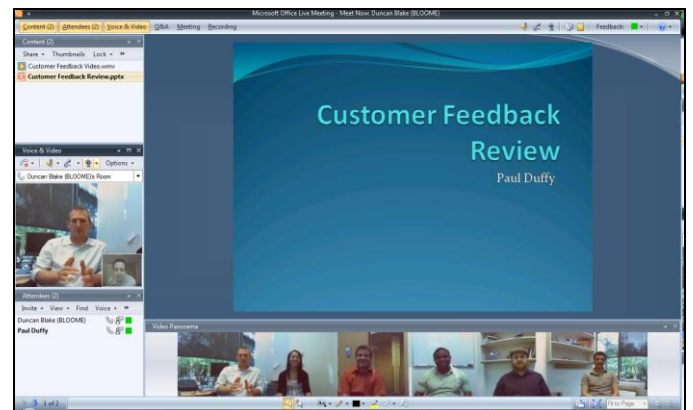 Microsoft Office Live Meeting - Meet Now: Duncan Blake (BLOOME)
Content (2) Attendees (2) Voice & Video Q&A Meeting Recording
Feedback:
Content (2)
Share Thumbnails Lock
Customer Feedback Video.wmv
Customer Feedback Review.pptx
Voice & Video
Options
Duncan Blake (BLOOME)'s Room
Attendees (2)
Invite View Find Voice
Duncan Blake (BLOOME)
Paul Duffy
1 of 2
Customer Feedback
Review
Paul Duffy
Video Panorama
Fit to Page